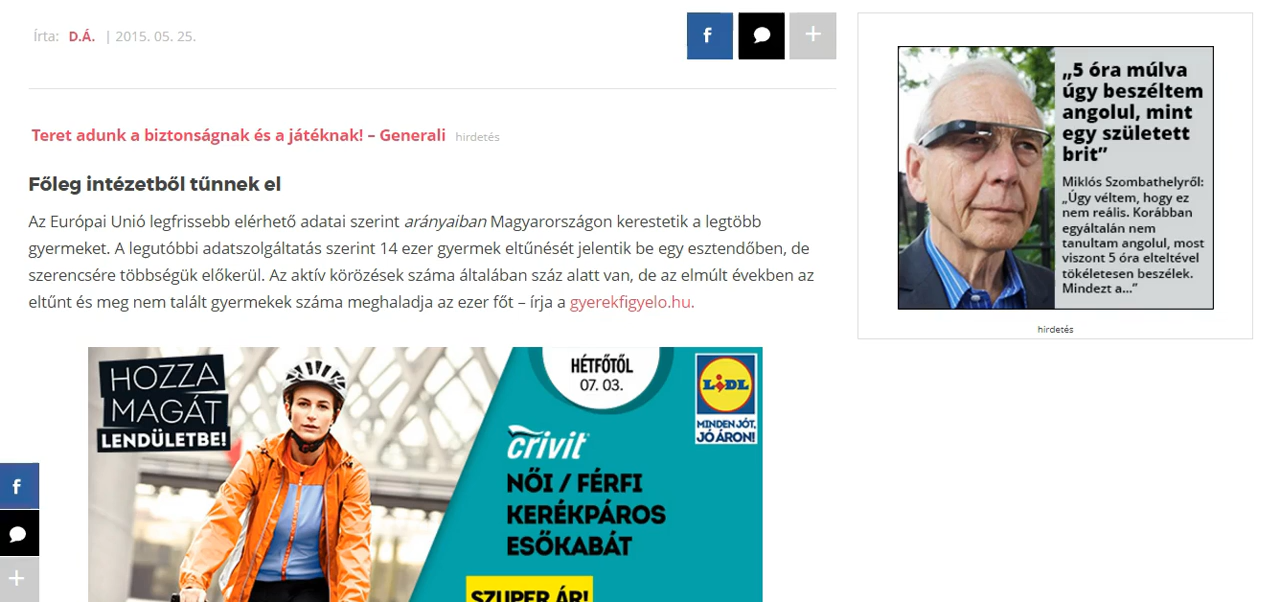 Írta: D.Á. | 2015. 05. 25.
Teret adunk a biztonságnak és a játéknak! – Generali hirdetés
Főleg intézetből tűnnek el
Az Európai Unió legfrissebb elérhető adatai szerint arányaiban Magyarországon kerestetik a legtöbb
gyermeket. A legutóbbi adatszolgáltatás szerint 14 ezer gyermek eltűnését jelentik be egy esztendőben, de
szerencsére többségük előkerül. Az aktív körözések száma általában száz alatt van, de az elmúlt években az
eltűnt és meg nem talált gyermekek száma meghaladja az ezer főt – írja a gyerekfigyelo.hu.
HOZZA
MAGÁT
LENDÜLETBE!
HÉTFŐTŐL
07. 03.
LIDL
MINDEN JÓT,
JÓ ÁRON!
crivit
NŐI / FÉRFI
KERÉKPÁROS
ESŐKABÁT
SZUPER ÁR!
„5 óra múlva
úgy beszéltem
angolul, mint
egy született
brit”
Miklós Szombathelyről:
„Úgy véltem, hogy ez
nem reális. Korábban
egyáltalán nem
tanultam angolul, most
viszont 5 óra elteltével
tökéletesen beszélek.
Mindezt a...”
hirdetés